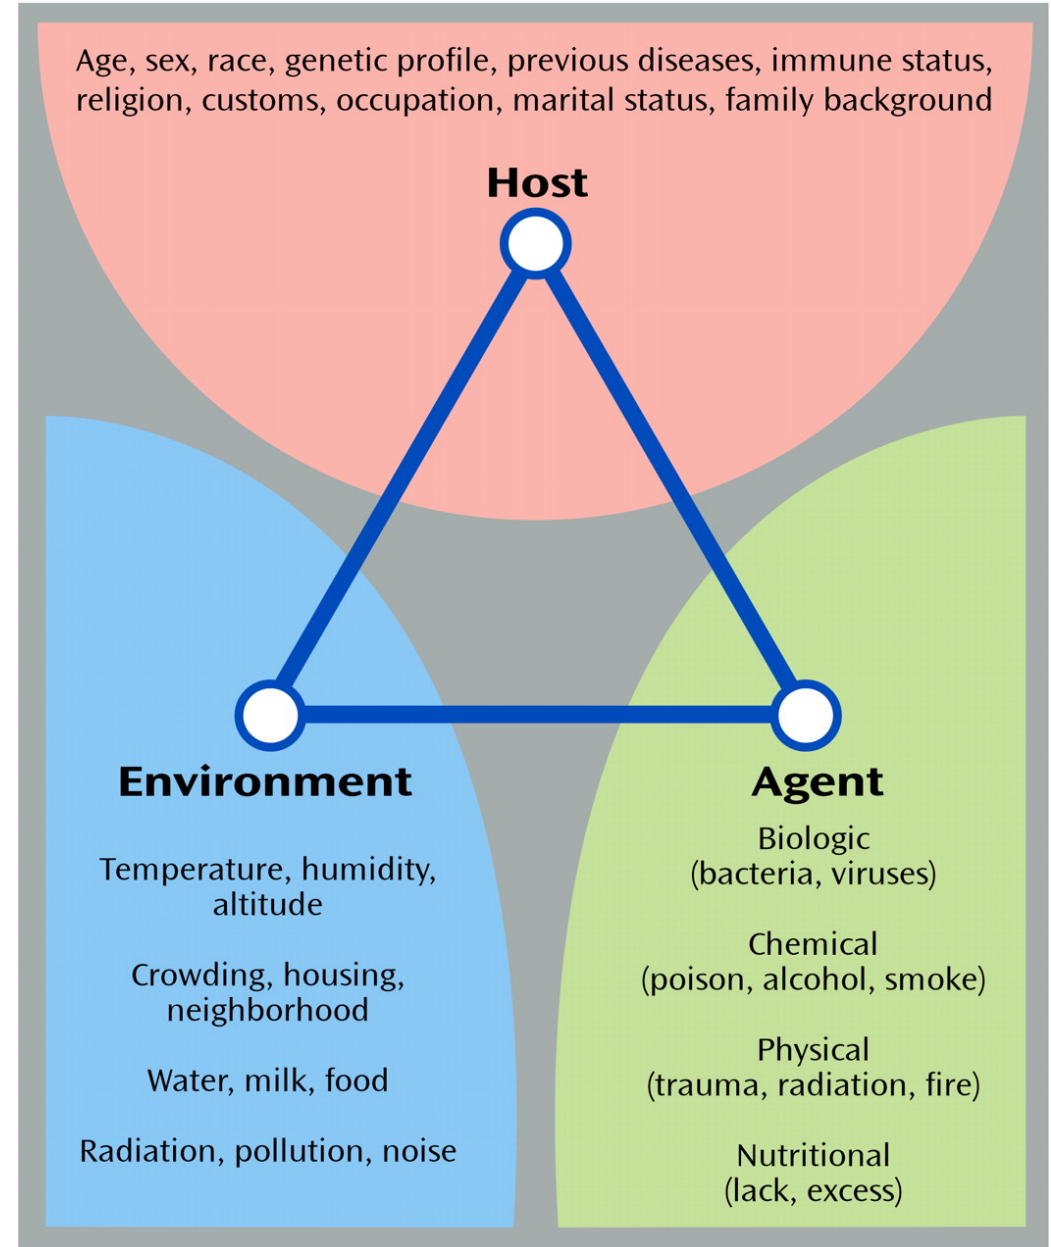 Age, sex, race, genetic profile, previous diseases, immune status,
religion, customs, occupation, marital status, family background
Host
Environment
Temperature, humidity,
altitude
Crowding, housing,
neighborhood
Water, milk, food
Radiation, pollution, noise
Agent
Biologic
(bacteria, viruses)
Chemical
(poison, alcohol, smoke)
Physical
(trauma, radiation, fire)
Nutritional
(lack, excess)